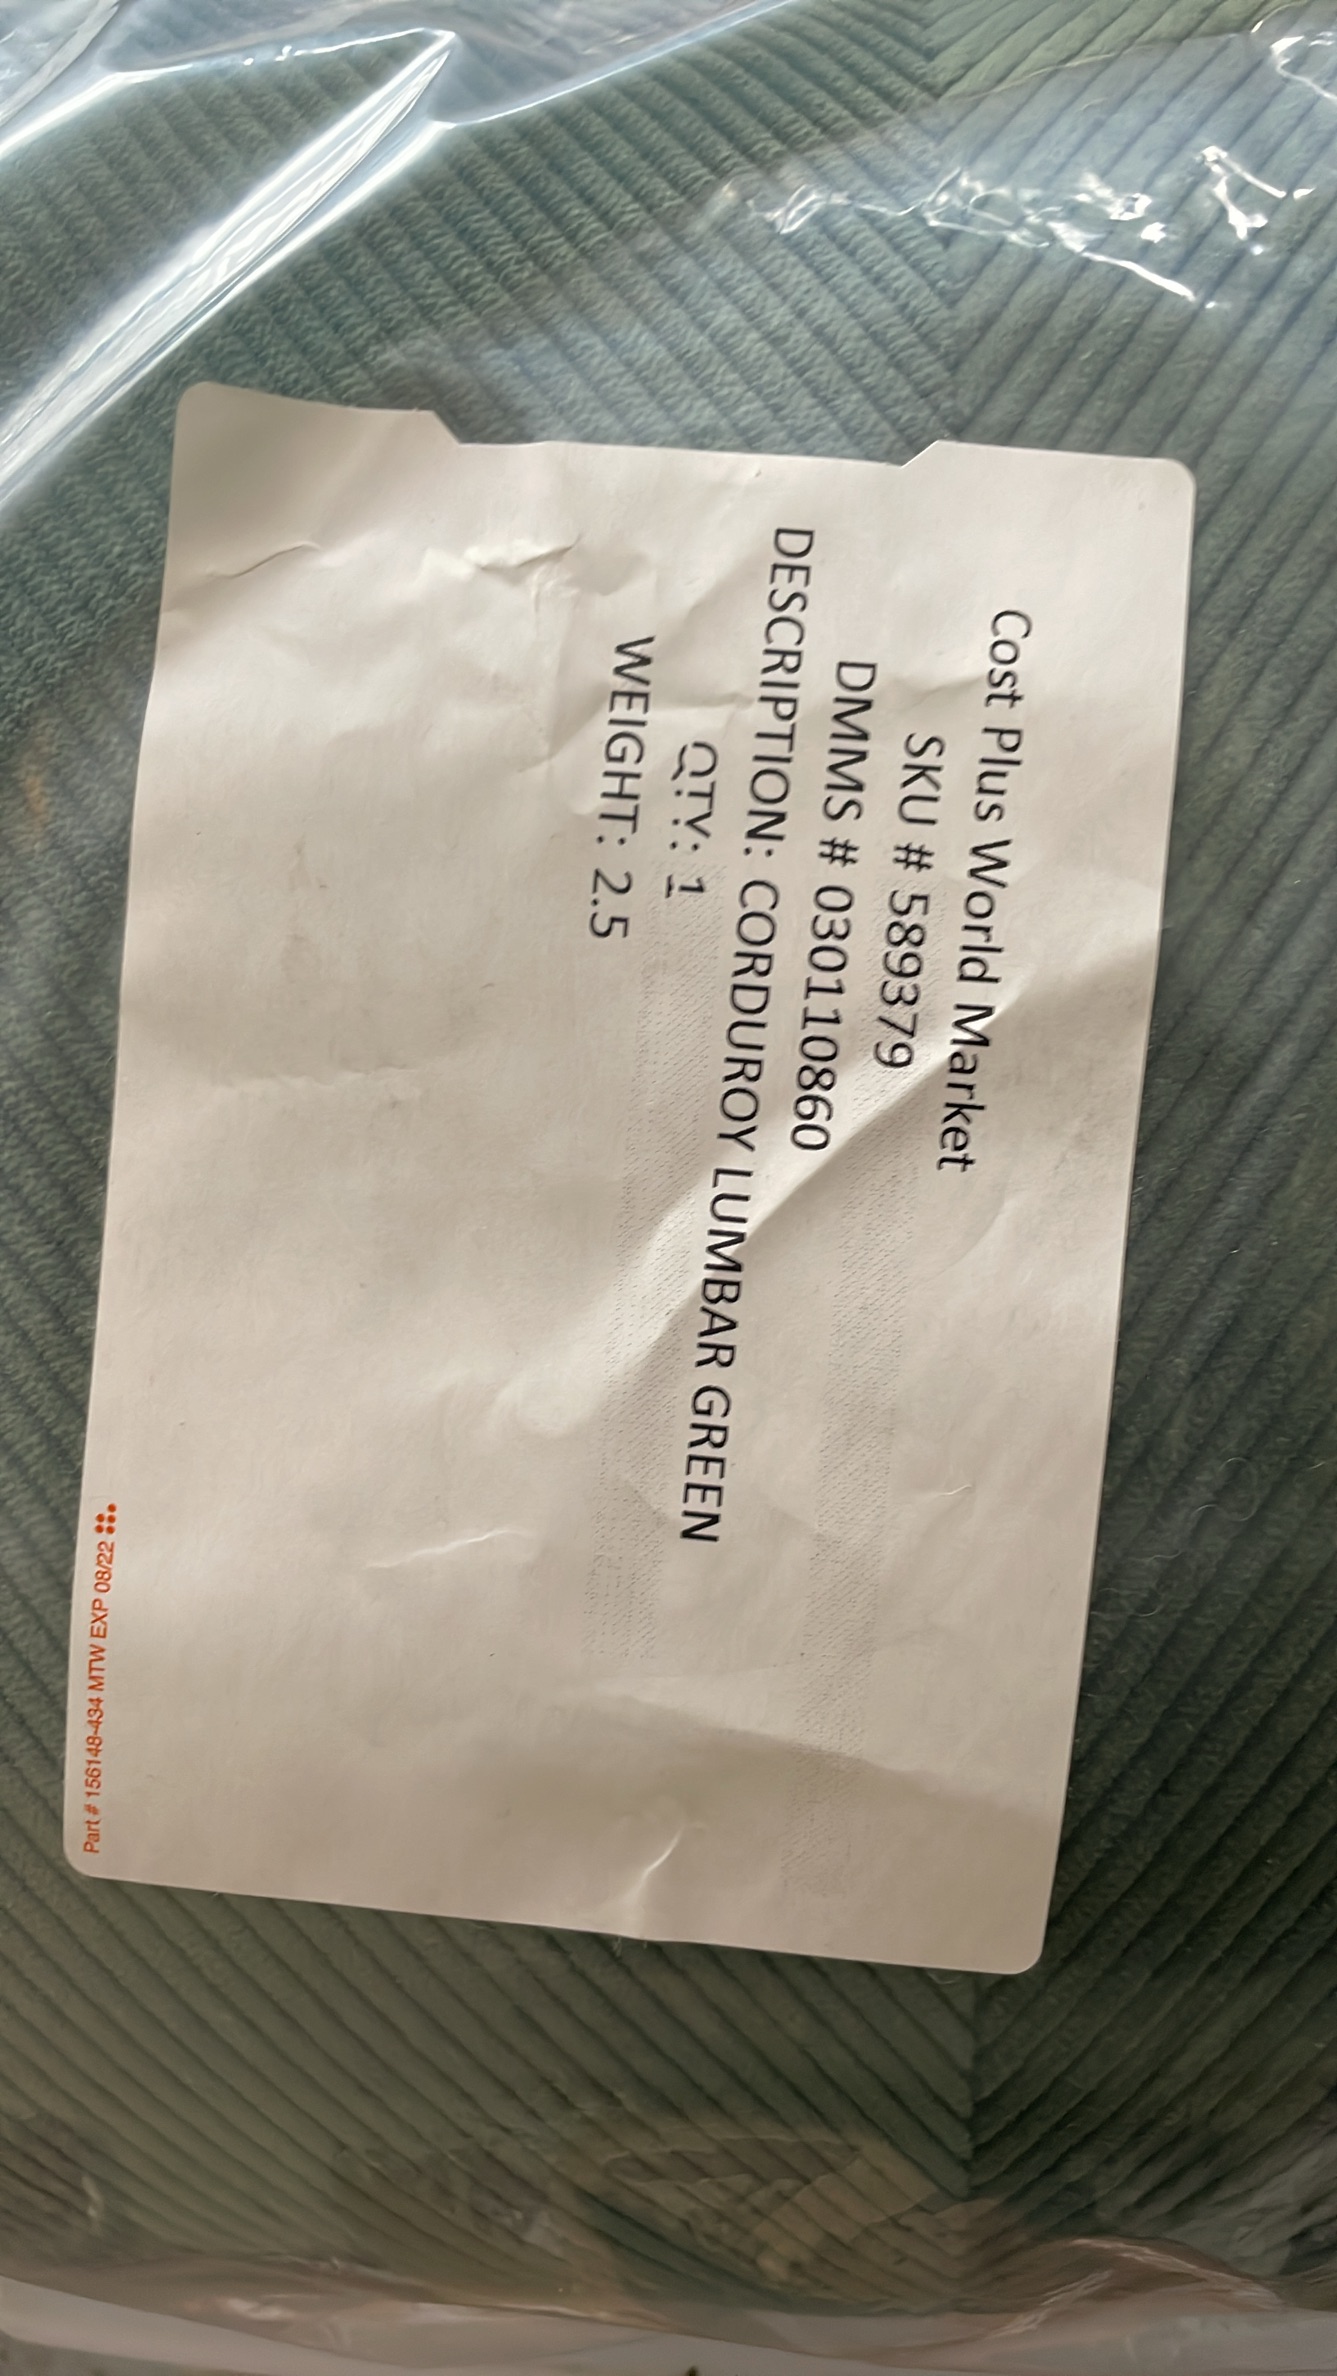 Cost Plus World Market
SKU # 589379
DMMS # 030110860
DESCRIPTION: CORDUROY LUMBAR GREEN
QTY: 1
WEIGHT: 2.5
Part # 156148-434 MTW EXP 08/22